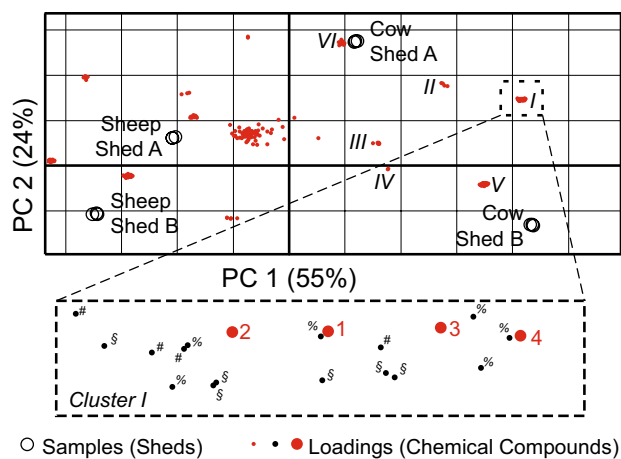 VI
Cow
Shed A
II
I
Sheep
Shed A
III
IV
V
Sheep
Shed B
Cow
Shed B
PC 2 (24%)
PC 1 (55%)
#
§
#
#
%
%
§
§
2
%
1
§
#
§
§
3
%
%
4
%
Cluster I
Samples (Sheds)
Loadings (Chemical Compounds)